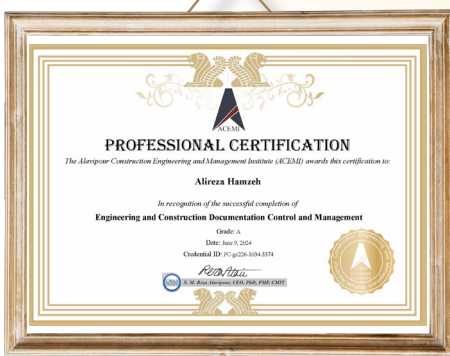 ACEMI
PROFESSIONAL CERTIFICATION
The Alavipour Construction Engineering and Management Institute (ACEMI) awards this certification to:
Alireza Hamzeh
In recognition of the successful completion of
Engineering and Construction Documentation Control and Management
Grade: A
Date: June 9, 2024
Credential ID: PC-gs226-1034-3374
S. M. Reza Alavipour, CEO, PhD, PMP, CMIT